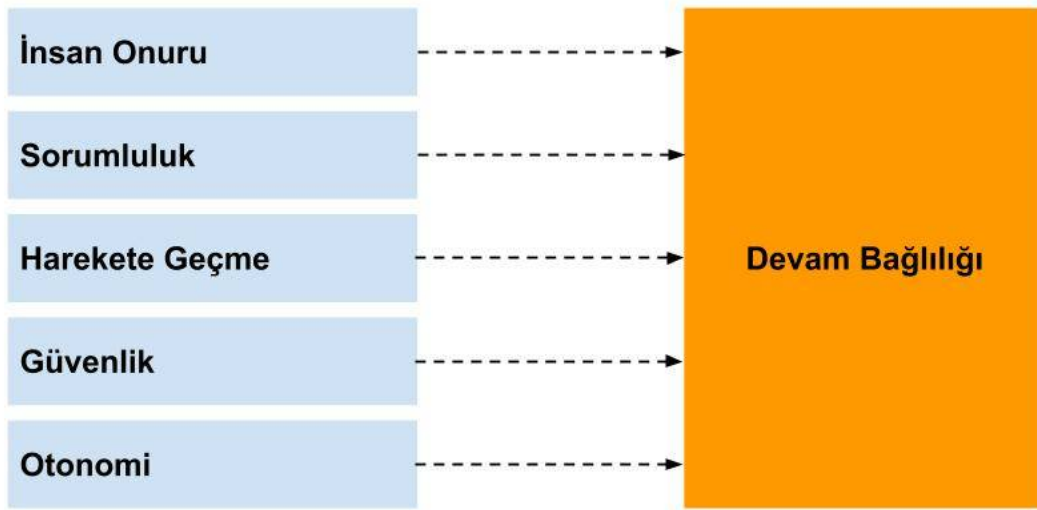 İnsan Onuru
Sorumluluk
Harekete Geçme
Devam Bağlılığı
Güvenlik
Otonomi